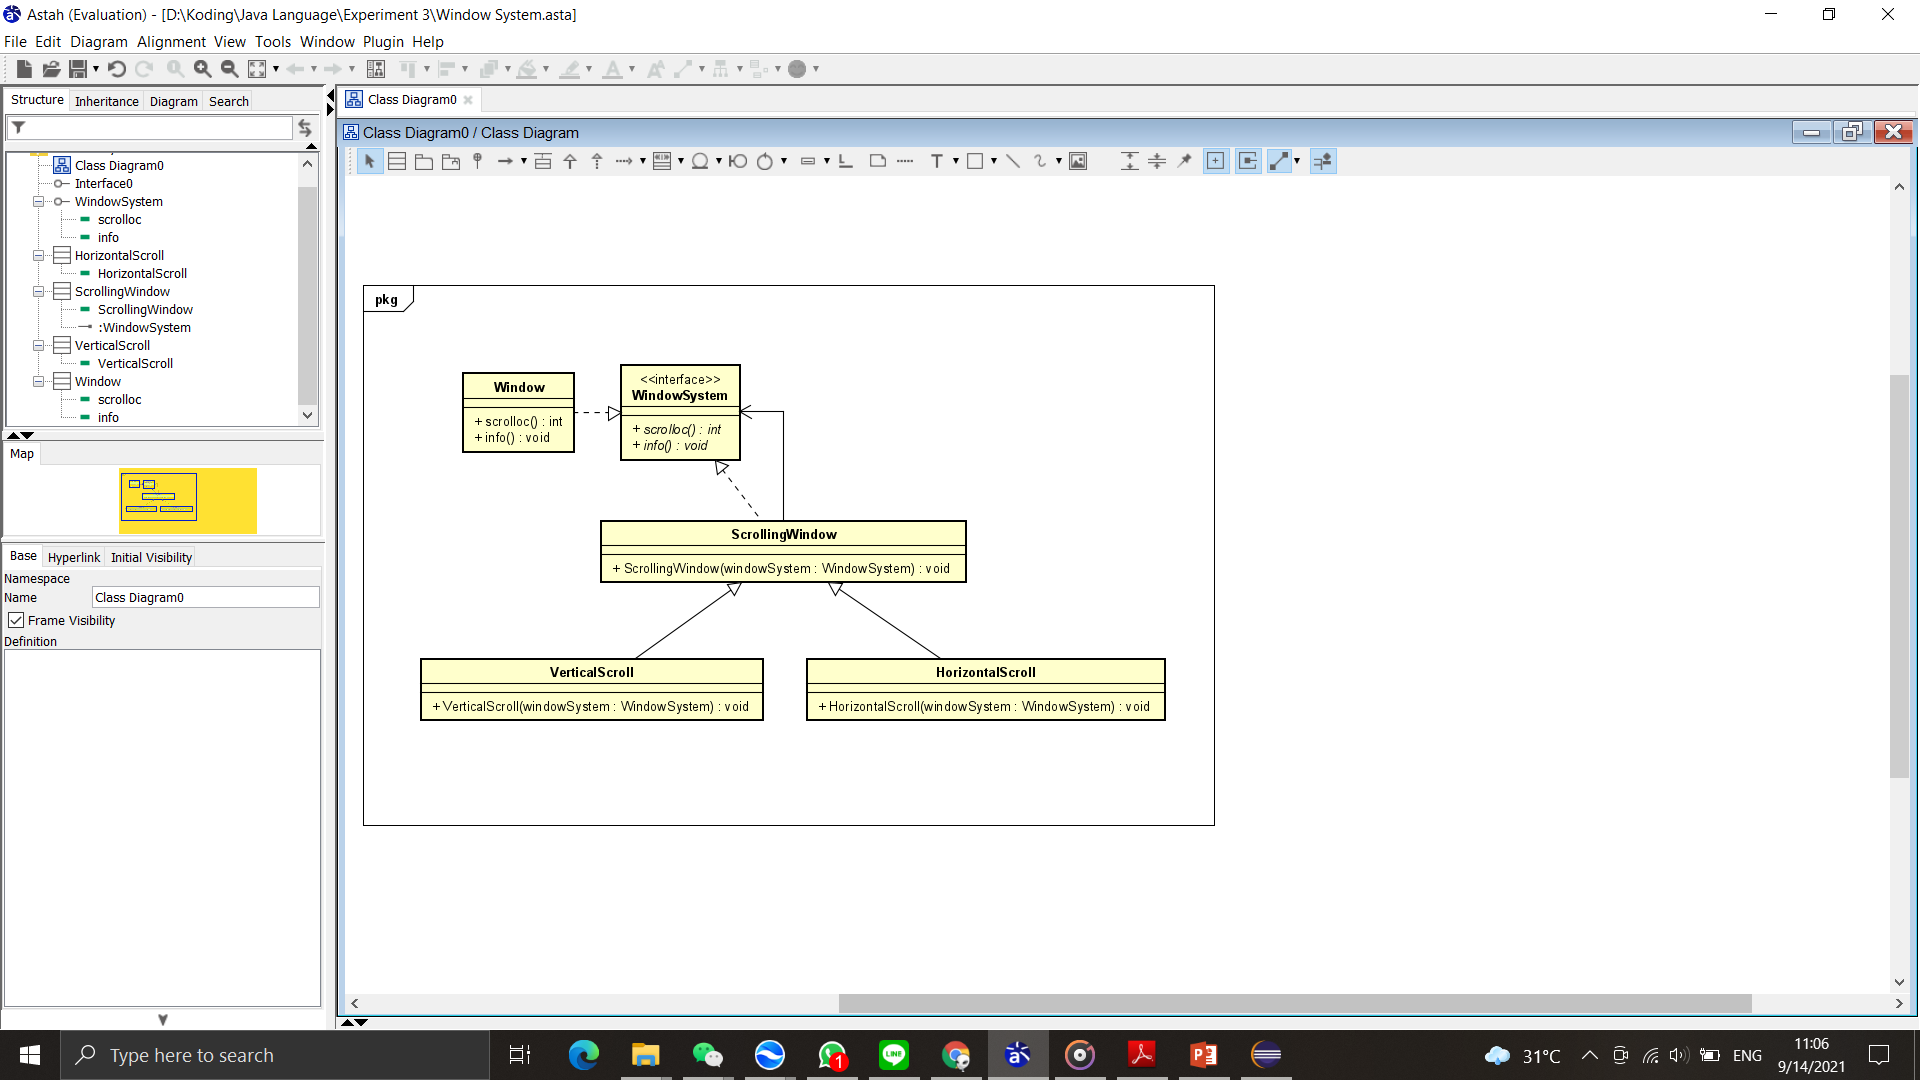 Astah (Evaluation) - [D:\Koding\Java Language\Experiment 3\Window System.asta]
File Edit Diagram Alignment View Tools Window Plugin Help
Structure Inheritance Diagram Search
Class Diagram0
Interface0
WindowSystem
scrolloc
info
HorizontalScroll
HorizontalScroll
ScrollingWindow
ScrollingWindow
:WindowSystem
VerticalScroll
VerticalScroll
Window
scrolloc
info
Map
Base Hyperlink Initial Visibility
Namespace
Name Class Diagram0
Frame Visibility
Definition
Class Diagram0
Class Diagram0 / Class Diagram
pkg
Window
+ scrolloc() : int
+ info() : void
<<interface>>
WindowSystem
+ scrolloc() : int
+ info() : void
ScrollingWindow
+ ScrollingWindow(windowSystem : WindowSystem) : void
VerticalScroll
+ VerticalScroll(windowSystem : WindowSystem) : void
HorizontalScroll
+ HorizontalScroll(windowSystem : WindowSystem) : void
Type here to search
1
LINE
31°C
ENG
11:06
9/14/2021